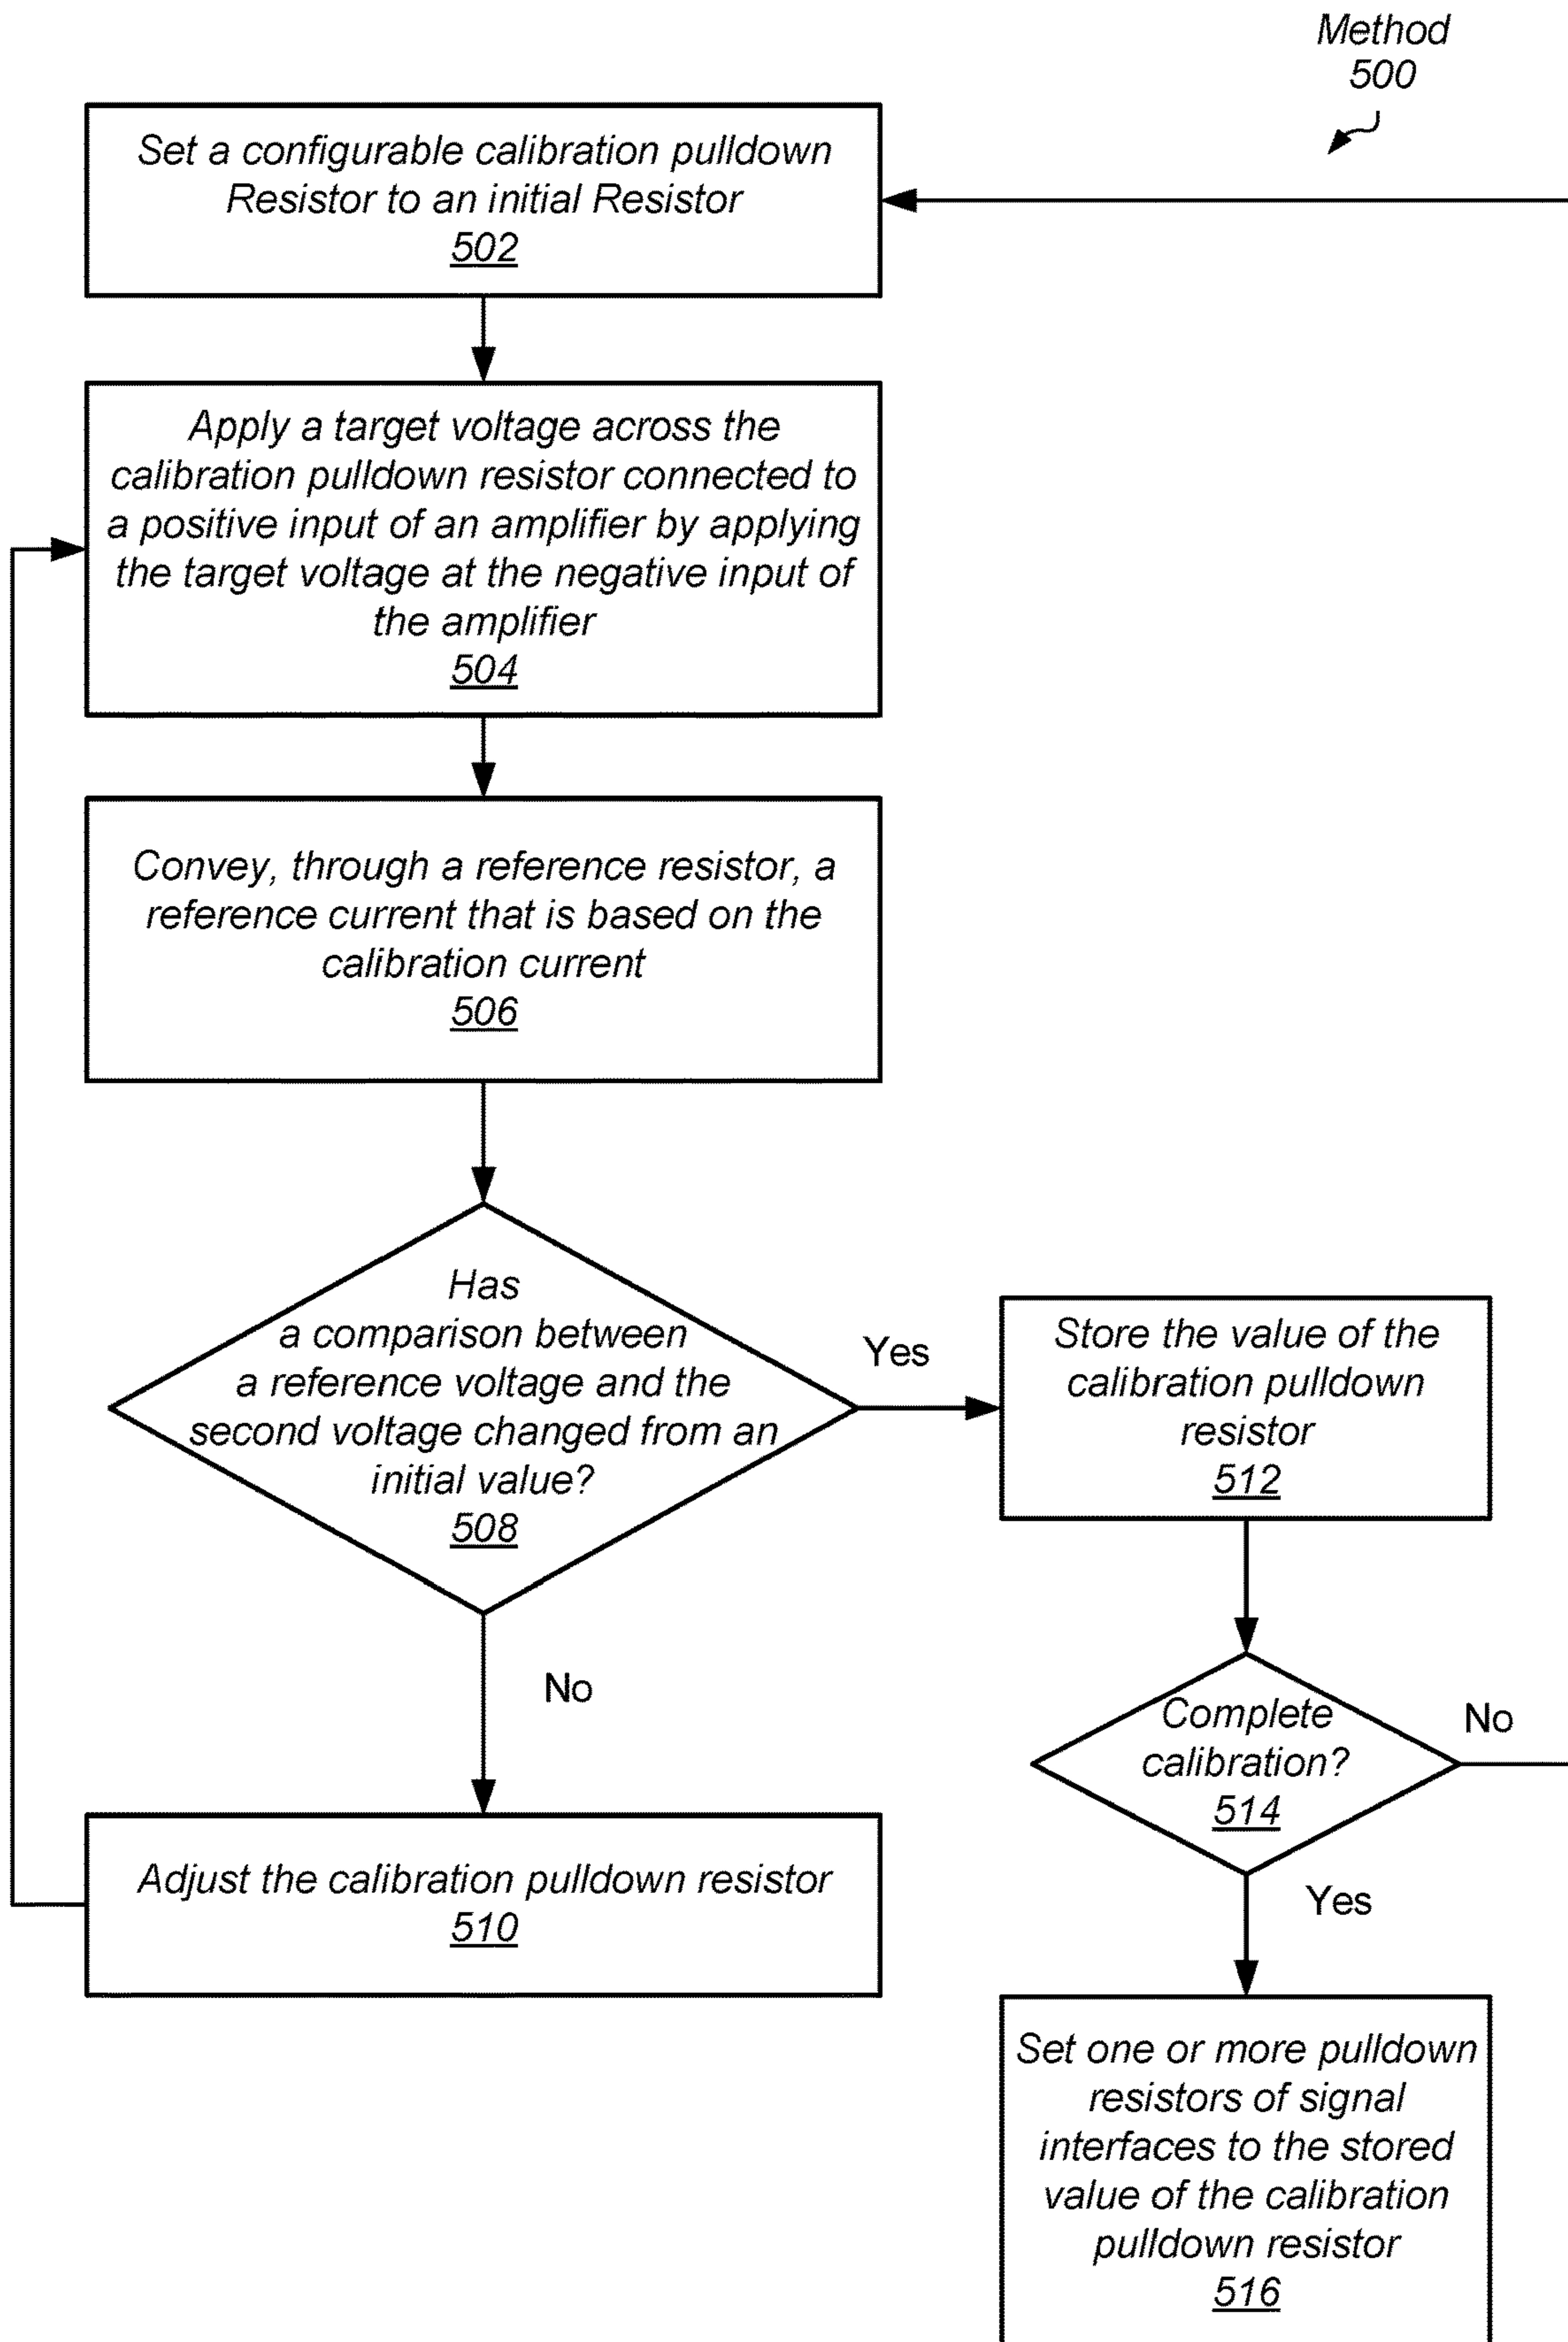 Method
500
Set a configurable calibration pulldown
Resistor to an initial Resistor
502
Apply a target voltage across the
calibration pulldown resistor connected to
a positive input of an amplifier by applying
the target voltage at the negative input of
the amplifier
504
Convey, through a reference resistor, a
reference current that is based on the
calibration current
506
Has
a comparison between
a reference voltage and the
second voltage changed from an
initial value?
508
Yes
No
Adjust the calibration pulldown resistor
510
Store the value of the
calibration pulldown
resistor
512
Complete
calibration?
514
No
Yes
Set one or more pulldown
resistors of signal
interfaces to the stored
value of the calibration
pulldown resistor
516